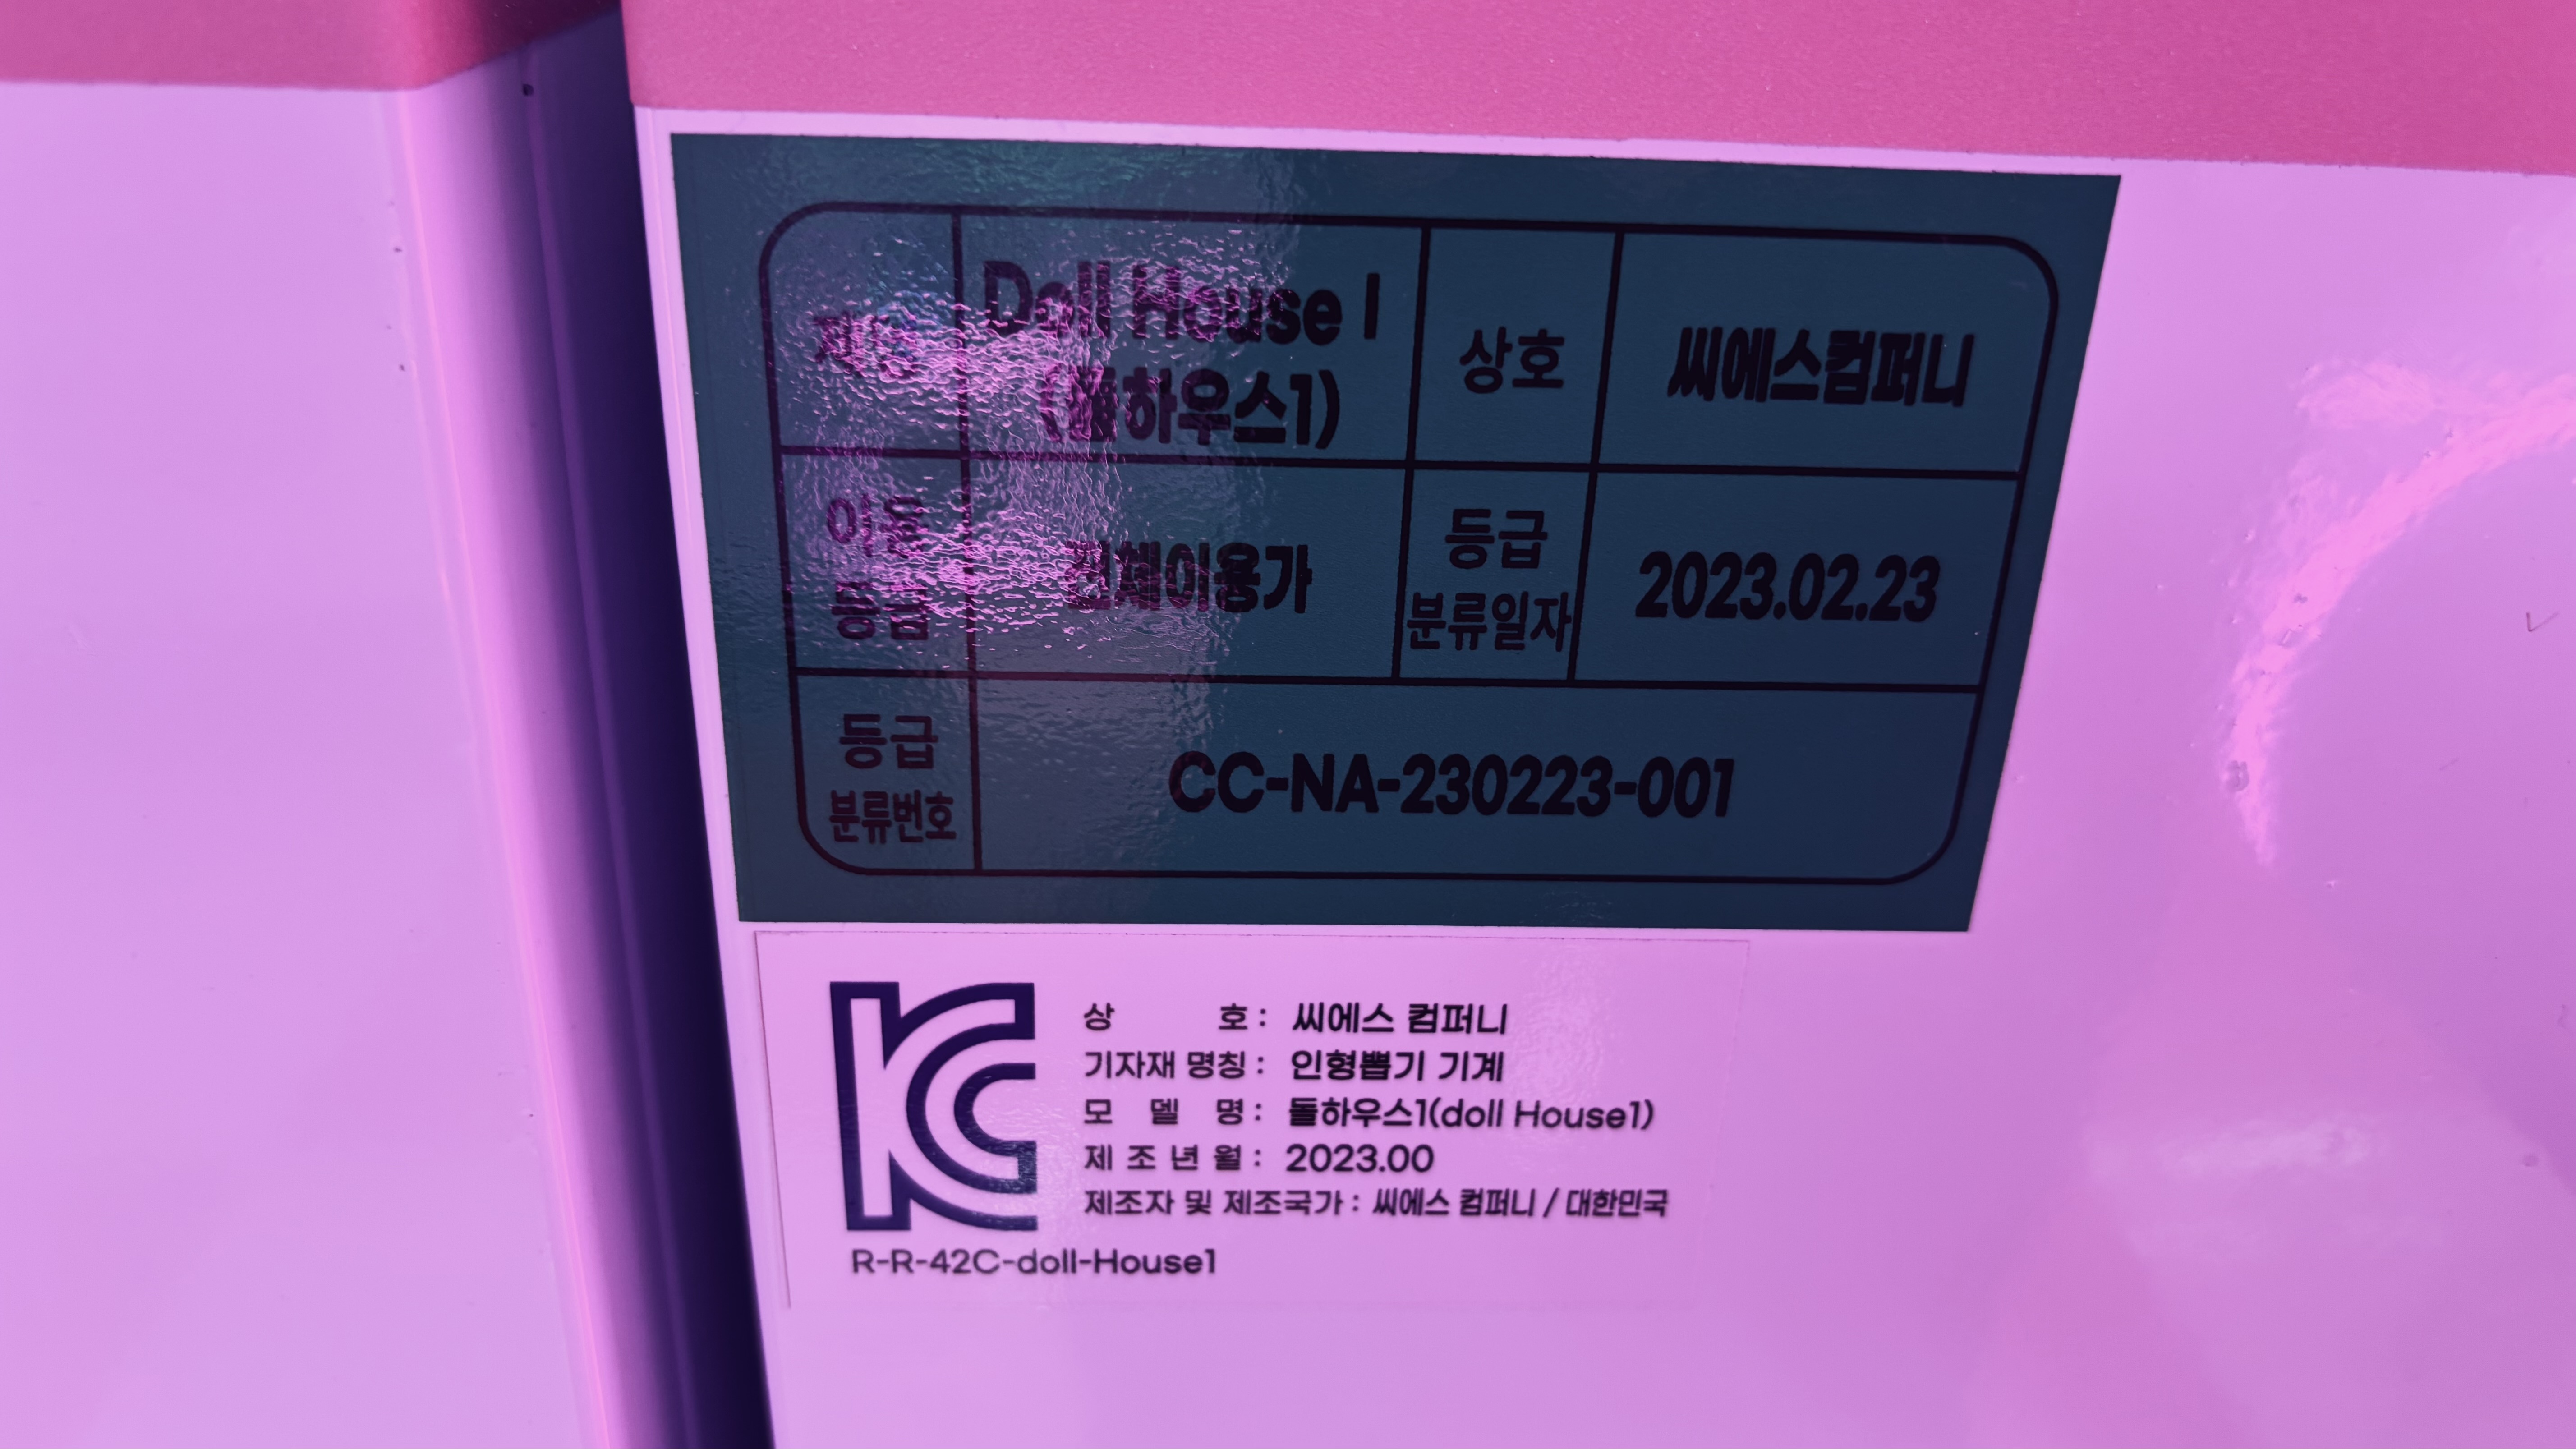 제명
Doll House I
(돌하우스1)
상호
씨에스컴퍼니
이용
등급
전체이용가
등급
분류일자
2023.02.23
등급
분류번호
CC-NA-230223-001
KC
상 호 : 씨에스 컴퍼니
기자재 명칭 : 인형뽑기 기계
모 델 명 : 돌하우스1(doll House1)
제 조 년 월 : 2023.00
제조자 및 제조국가 : 씨에스 컴퍼니 / 대한민국
R-R-42C-doll-House1